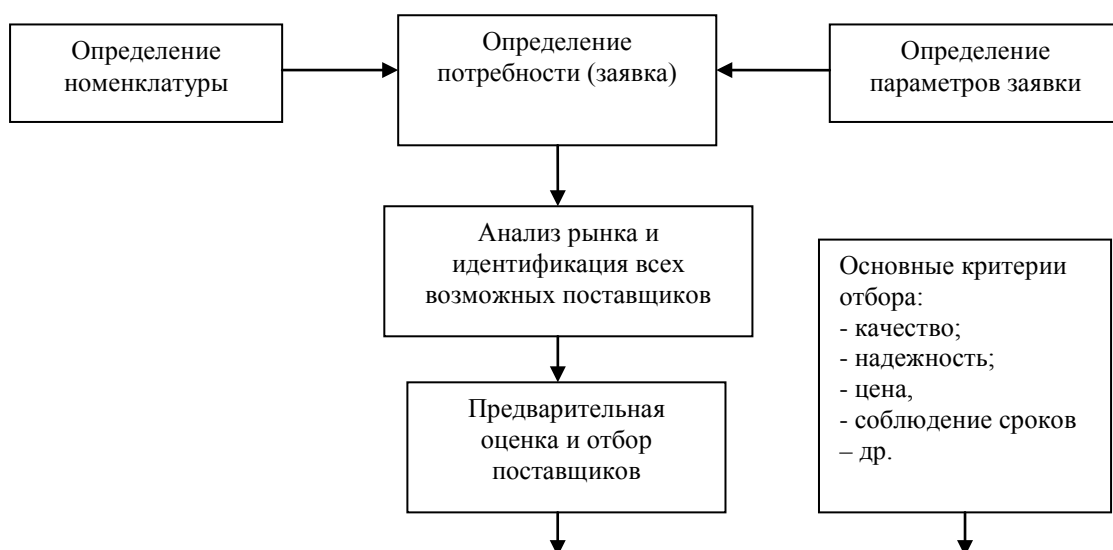 Определение
номенклатуры
Определение
потребности (заявка)
Определение
параметров заявки
Анализ рынка и
идентификация всех
возможных поставщиков
Основные критерии
отбора:
- качество;
- надежность;
- цена,
- соблюдение сроков
– др.
Предварительная
оценка и отбор
поставщиков